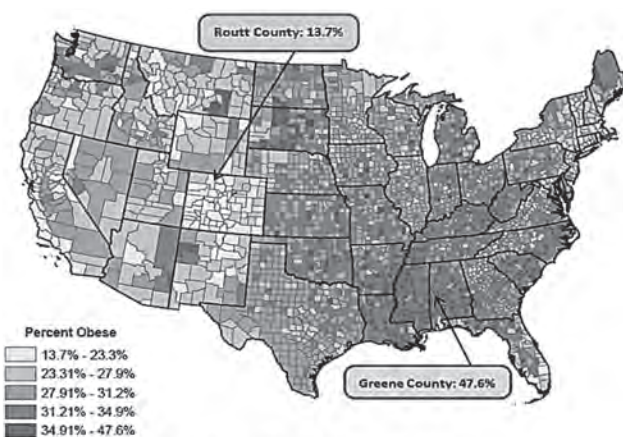 Routt County: 13.7%
Percent Obese
13.7% - 23.3%
23.31% - 27.9%
27.91% - 31.2%
31.21% - 34.9%
34.91% - 47.6%
Greene County: 47.6%